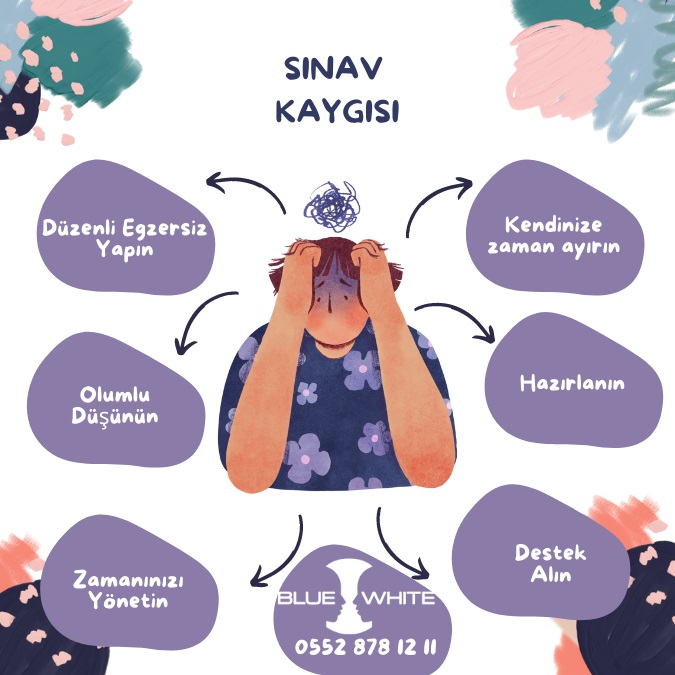 SINAV
KAYGISI
Düzenli Egzersiz
Yapın
Kendinize
zaman ayırın
Olumlu
Düşünün
Hazırlanın
Zamanınızı
Yönetin
Destek
Alın
BLUE WHITE
0552 878 12 11